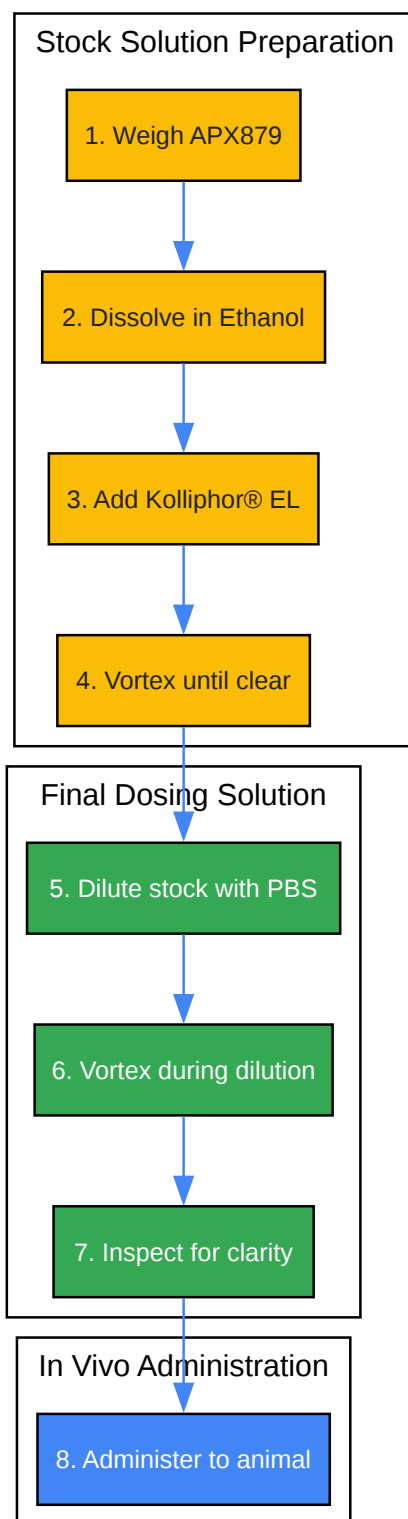 Stock Solution Preparation
1. Weigh APX879
2. Dissolve in Ethanol
3. Add Kolliphor® EL
4. Vortex until clear
Final Dosing Solution
5. Dilute stock with PBS
6. Vortex during dilution
7. Inspect for clarity
In Vivo Administration
8. Administer to animal